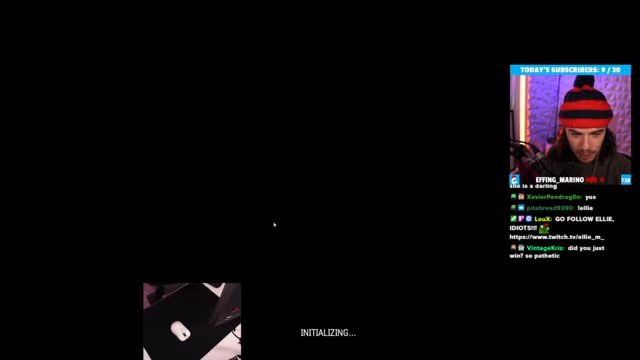 TODAY'S SUBSCRIBERS: 9 / 30
EFFING_MARINO
she is a darling
XavierPendrag0n: yus
pitabread9390: !ellie
LouX: GO FOLLOW ELLIE,
IDIOTS!!!
https://www.twitch.tv/ellie_m_
VintageKris: did you just
win? so pathetic
INITIALIZING...